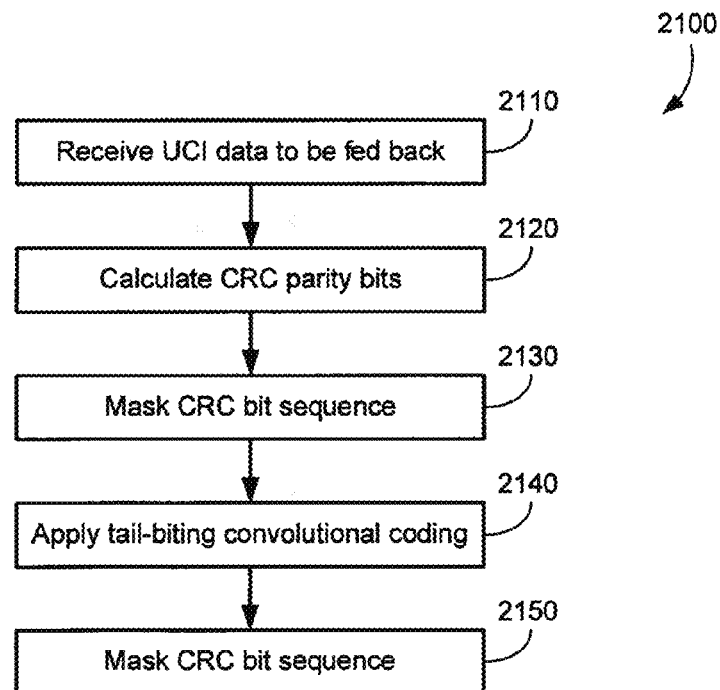 2100
2110
Receive UCI data to be fed back
2120
Calculate CRC parity bits
2130
Mask CRC bit sequence
2140
Apply tail-biting convolutional coding
2150
Mask CRC bit sequence